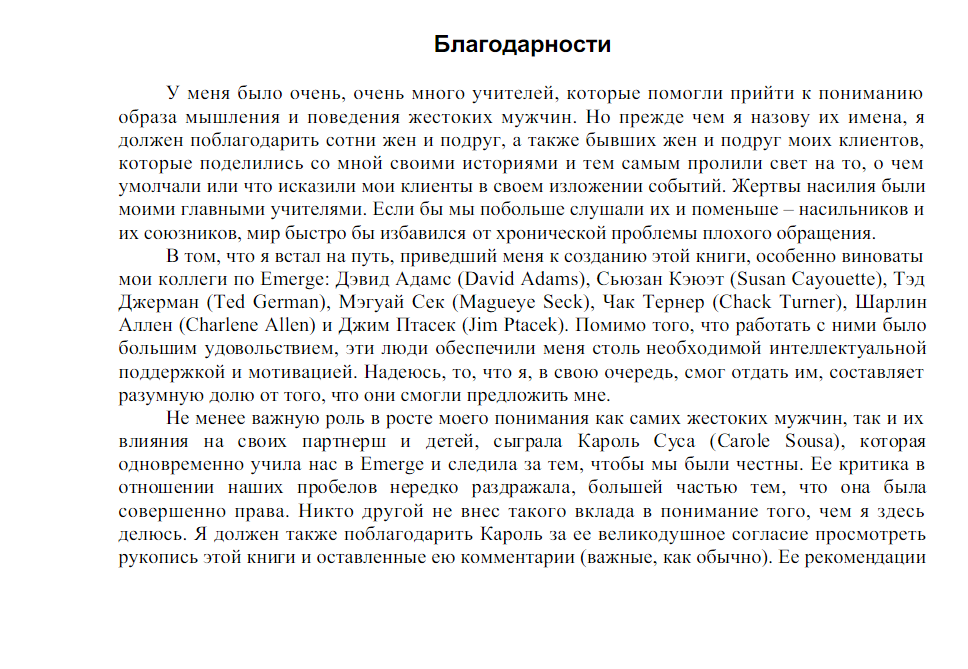 Благодарности
У меня было очень, очень много учителей, которые помогли прийти к пониманию
образа мышления и поведения жестоких мужчин. Но прежде чем я назову их имена, я
должен поблагодарить сотни жен и подруг, а также бывших жен и подруг моих клиентов,
которые поделились со мной своими историями и тем самым пролили свет на то, о чем
умолчали или что исказили мои клиенты в своем изложении событий. Жертвы насилия были
моими главными учителями. Если бы мы побольше слушали их и поменьше – насильников и
их союзников, мир быстро бы избавился от хронической проблемы плохого обращения.
В том, что я встал на путь, приведший меня к созданию этой книги, особенно виноваты
мои коллеги по Emerge: Дэвид Адамс (David Adams), Сьюзан Кэюэт (Susan Cayouette), Тэд
Джерман (Ted German), Мэгуай Сек (Magueye Seck), Чак Тернер (Chack Turner), Шарлин
Аллен (Charlene Allen) и Джим Птасек (Jim Ptacek). Помимо того, что работать с ними было
большим удовольствием, эти люди обеспечили меня столь необходимой интеллектуальной
поддержкой и мотивацией. Надеюсь, то, что я, в свою очередь, смог отдать им, составляет
разумную долю от того, что они смогли предложить мне.
Не менее важную роль в росте моего понимания как самих жестоких мужчин, так и их
влияния на своих партнерш и детей, сыграла Кароль Суса (Carole Sousa), которая
одновременно учила нас в Emerge и следила за тем, чтобы мы были честны. Ее критика в
отношении наших пробелов нередко раздражала, большей частью тем, что она была
совершенно права. Никто другой не внес такого вклада в понимание того, чем я здесь
делюсь. Я должен также поблагодарить Кароль за ее великодушное согласие просмотреть
рукопись этой книги и оставленные ею комментарии (важные, как обычно). Ее рекомендации